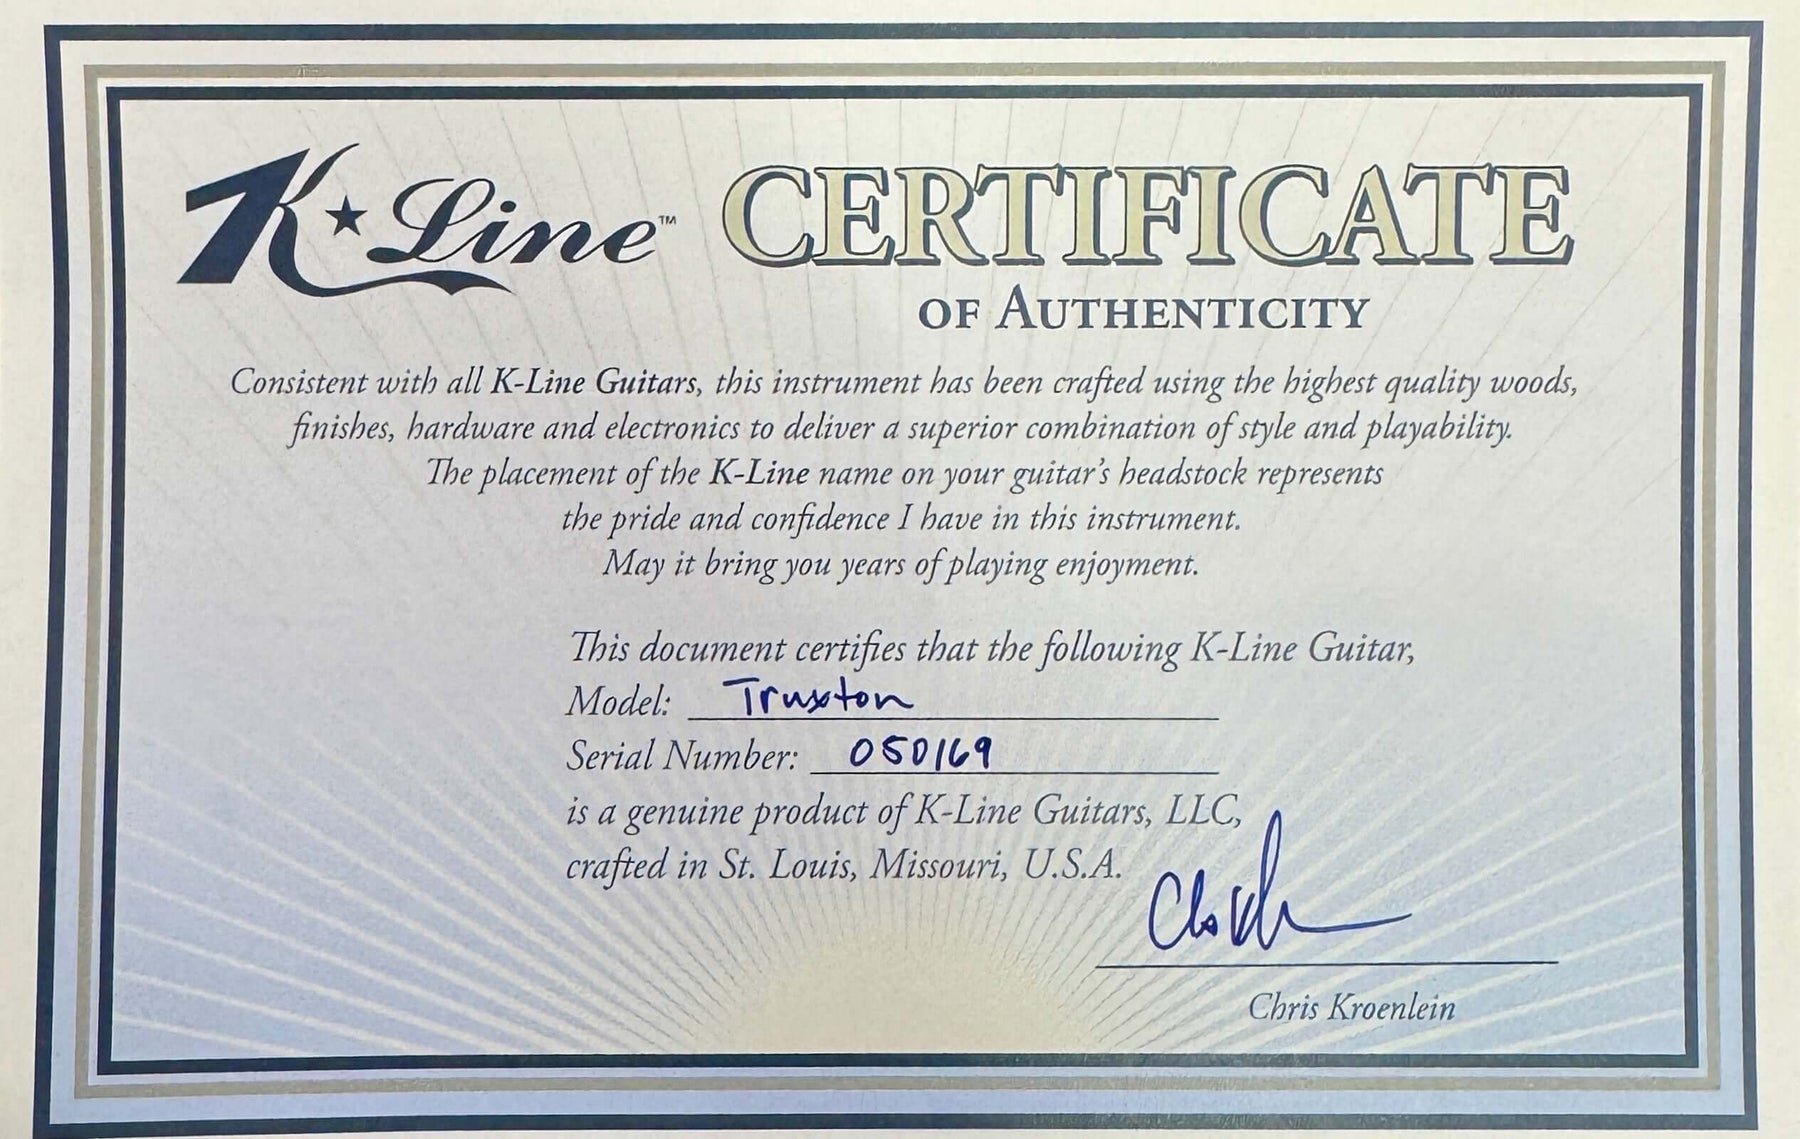 K★Line™
CERTIFICATE
OF AUTHENTICITY
Consistent with all K-Line Guitars, this instrument has been crafted using the highest quality woods,
finishes, hardware and electronics to deliver a superior combination of style and playability.
The placement of the K-Line name on your guitar's headstock represents
the pride and confidence I have in this instrument.
May it bring you years of playing enjoyment.
This document certifies that the following K-Line Guitar,
Model: Truxton
Serial Number: 050169
is a genuine product of K-Line Guitars, LLC,
crafted in St. Louis, Missouri, U.S.A.
Chris Kroenlein